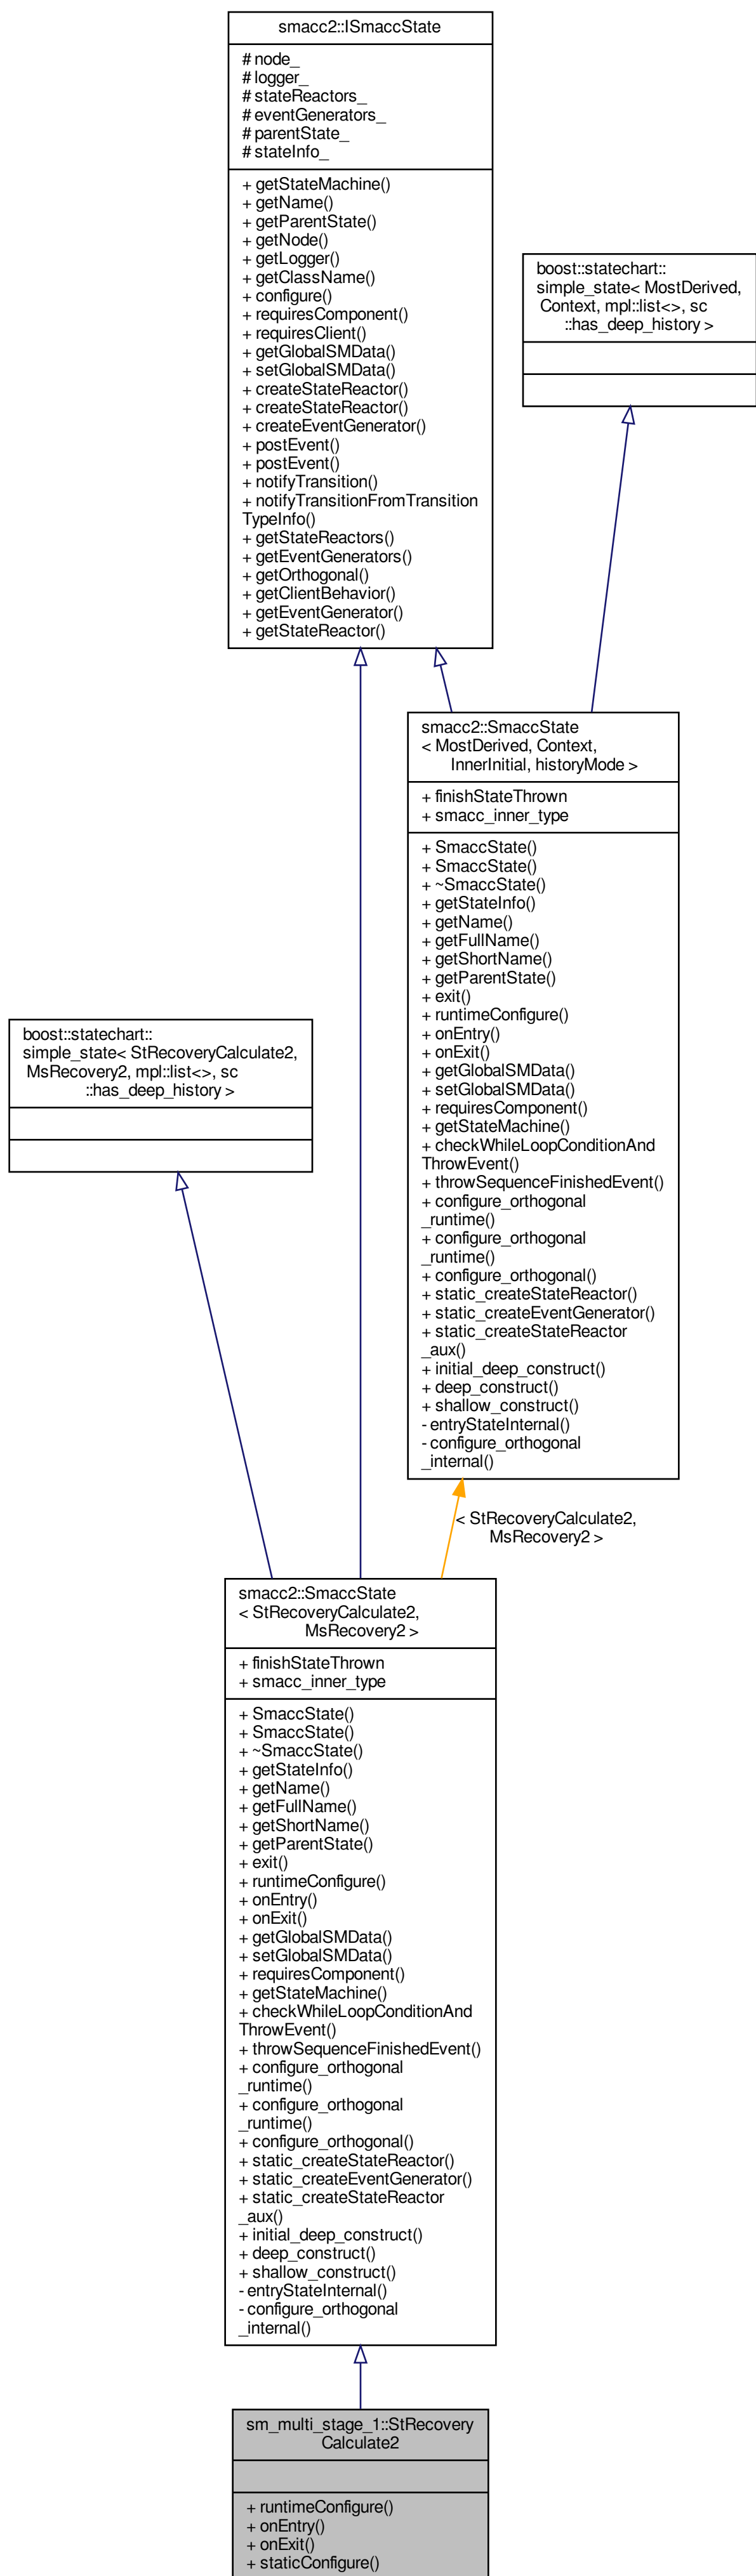 smacc2::ISmaccState
# node_
# logger_
# stateReactors_
# eventGenerators_
# parentState_
# stateInfo_
+ getStateMachine()
+ getName()
+ getParentState()
+ getNode()
+ getLogger()
+ getClassName()
+ configure()
+ requiresComponent()
+ requiresClient()
+ getGlobalSMData()
+ setGlobalSMData()
+ createStateReactor()
+ createStateReactor()
+ createEventGenerator()
+ postEvent()
+ postEvent()
+ notifyTransition()
+ notifyTransitionFromTransition
TypeInfo()
+ getStateReactors()
+ getEventGenerators()
+ getOrthogonal()
+ getClientBehavior()
+ getEventGenerator()
+ getStateReactor()
boost::statechart::
simple_state< MostDerived,
Context, mpl::list<>, sc
::has_deep_history >
smacc2::SmaccState
< MostDerived, Context,
InnerInitial, historyMode >
+ finishStateThrown
+ smacc_inner_type
+ SmaccState()
+ SmaccState()
+ ~SmaccState()
+ getStateInfo()
+ getName()
+ getFullName()
+ getShortName()
+ getParentState()
+ exit()
+ runtimeConfigure()
+ onEntry()
+ onExit()
+ getGlobalSMData()
+ setGlobalSMData()
+ requiresComponent()
+ getStateMachine()
+ checkWhileLoopConditionAnd
ThrowEvent()
+ throwSequenceFinishedEvent()
+ configure_orthogonal
_runtime()
+ configure_orthogonal
_runtime()
+ configure_orthogonal()
+ static_createStateReactor()
+ static_createEventGenerator()
+ static_createStateReactor
_aux()
+ initial_deep_construct()
+ deep_construct()
+ shallow_construct()
- entryStateInternal()
- configure_orthogonal
_internal()
boost::statechart::
simple_state< StRecoveryCalculate2,
MsRecovery2, mpl::list<>, sc
::has_deep_history >
< StRecoveryCalculate2,
MsRecovery2 >
smacc2::SmaccState
< StRecoveryCalculate2,
MsRecovery2 >
+ finishStateThrown
+ smacc_inner_type
+ SmaccState()
+ SmaccState()
+ ~SmaccState()
+ getStateInfo()
+ getName()
+ getFullName()
+ getShortName()
+ getParentState()
+ exit()
+ runtimeConfigure()
+ onEntry()
+ onExit()
+ getGlobalSMData()
+ setGlobalSMData()
+ requiresComponent()
+ getStateMachine()
+ checkWhileLoopConditionAnd
ThrowEvent()
+ throwSequenceFinishedEvent()
+ configure_orthogonal
_runtime()
+ configure_orthogonal
_runtime()
+ configure_orthogonal()
+ static_createStateReactor()
+ static_createEventGenerator()
+ static_createStateReactor
_aux()
+ initial_deep_construct()
+ deep_construct()
+ shallow_construct()
- entryStateInternal()
- configure_orthogonal
_internal()
sm_multi_stage_1::StRecovery
Calculate2
+ runtimeConfigure()
+ onEntry()
+ onExit()
+ staticConfigure()